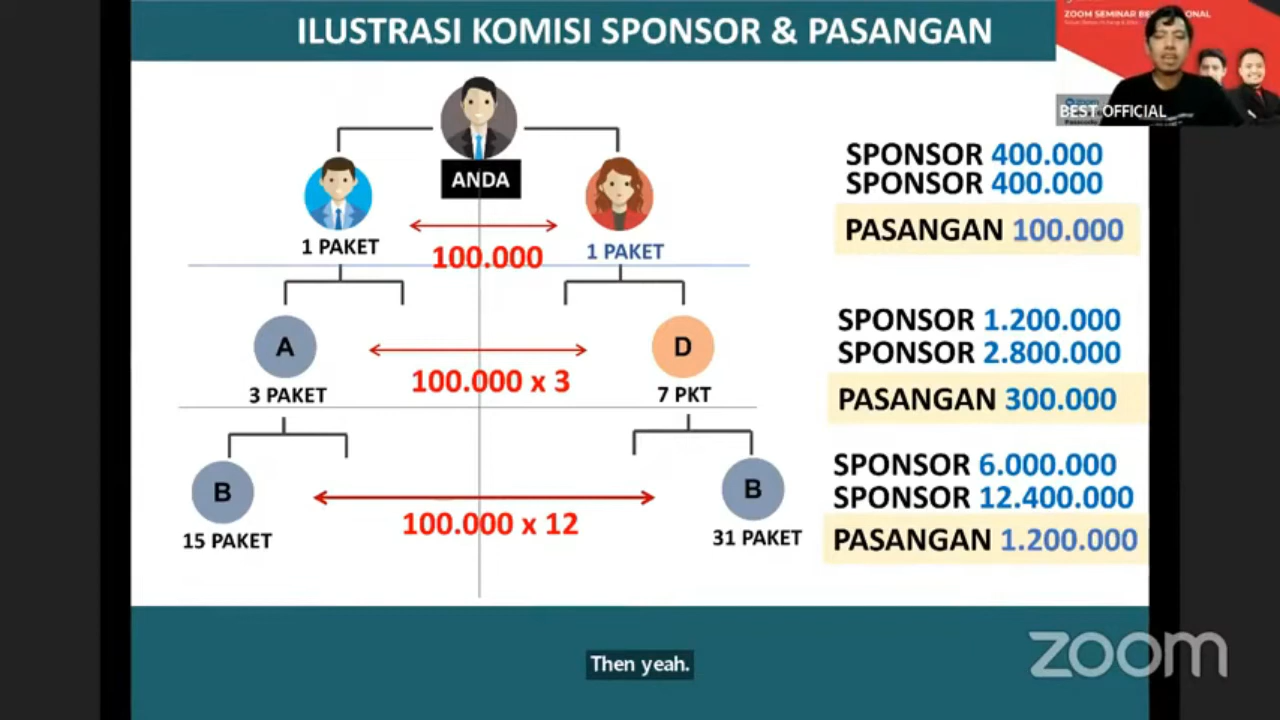 ILUSTRASI KOMISI SPONSOR & PASANGAN
ZOOM SEMINAR
BEST OFFICIAL
ANDA
1 PAKET
100.000
1 PAKET
SPONSOR 400.000
SPONSOR 400.000
PASANGAN 100.000
A
3 PAKET
100.000 x 3
D
7 PKT
SPONSOR 1.200.000
SPONSOR 2.800.000
PASANGAN 300.000
B
15 PAKET
100.000 x 12
B
31 PAKET
SPONSOR 6.000.000
SPONSOR 12.400.000
PASANGAN 1.200.000
Then yeah.
zoom